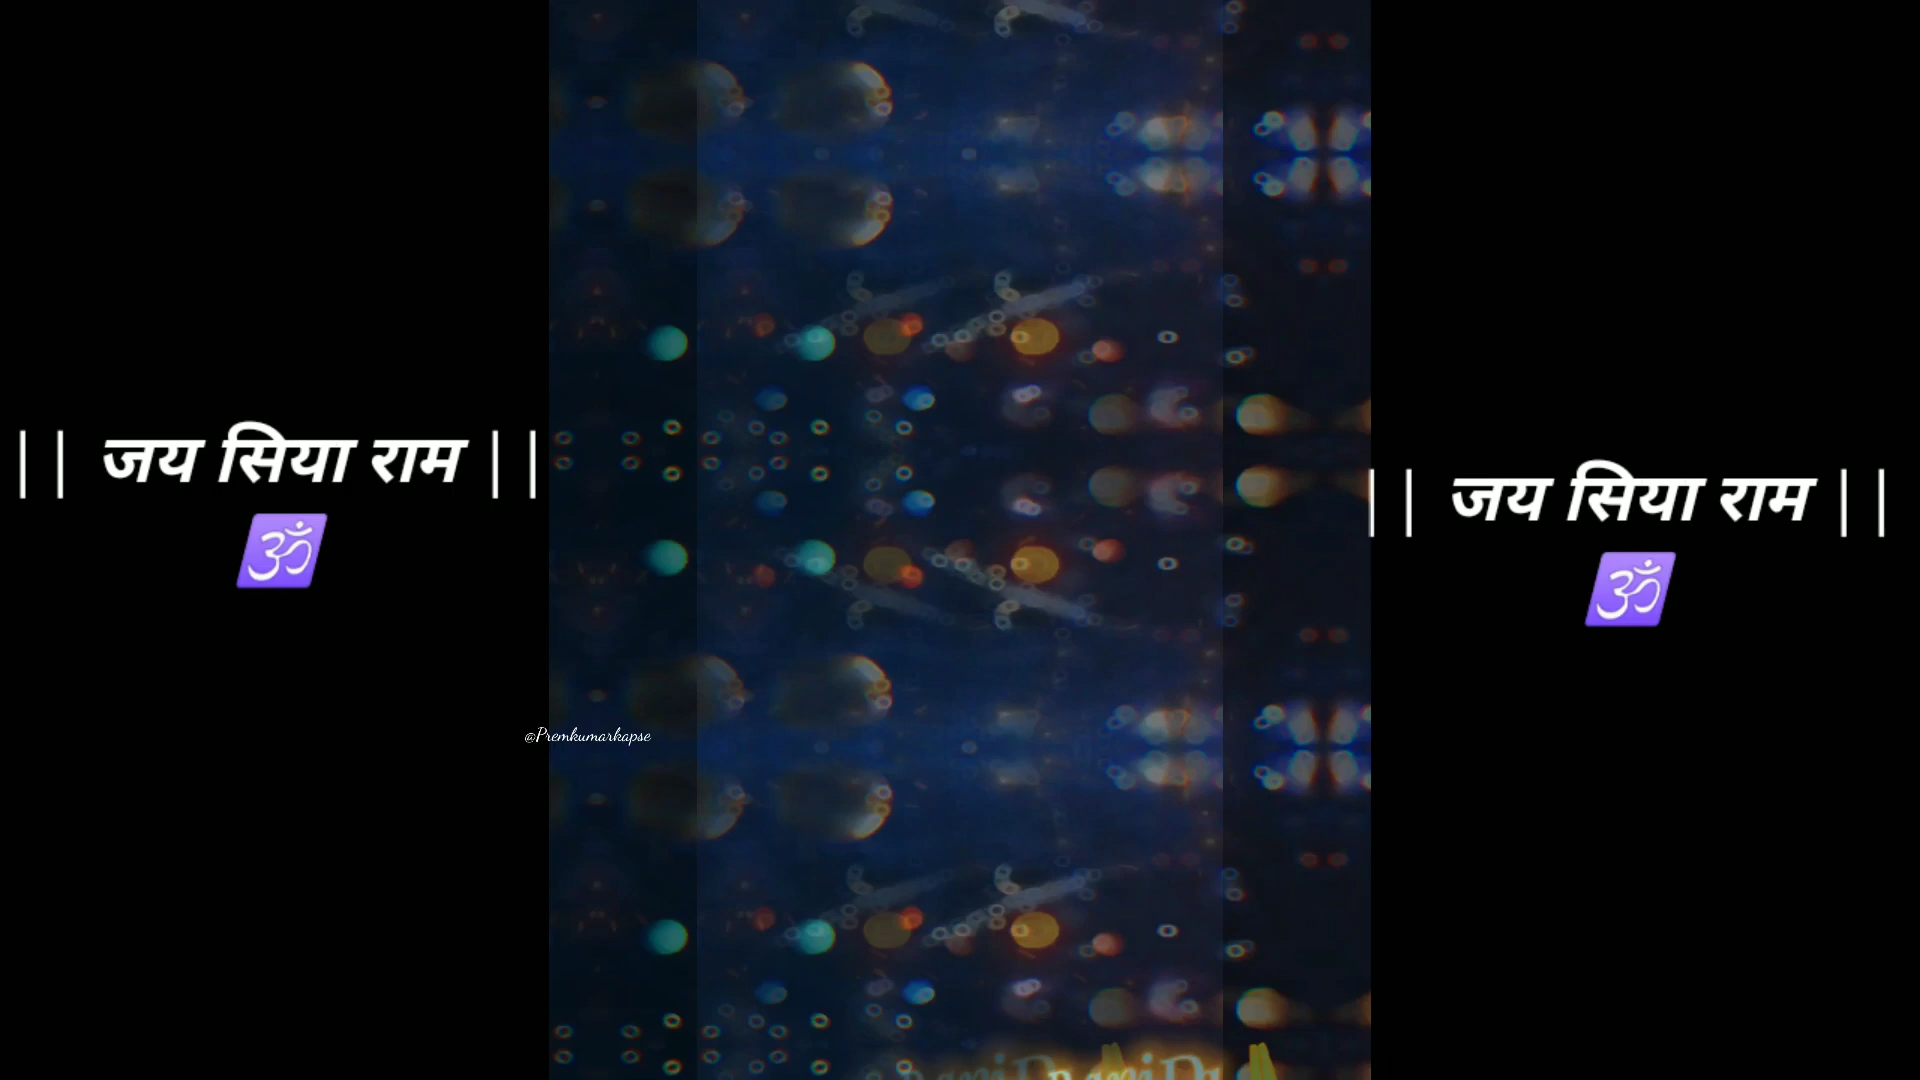 || जय सिया राम ||
🕉
|| जय सिया राम ||
🕉
@Premkumarkapse